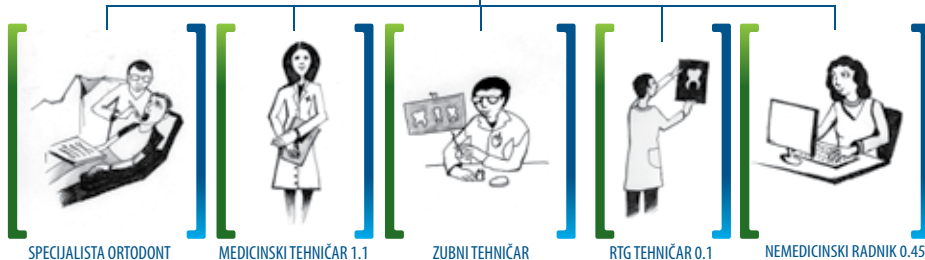 SPECIJALISTA ORTODONT
MEDICINSKI TEHNIČAR 1.1
ZUBNI TEHNIČAR
RTG TEHNIČAR 0.1
NEMEDICINSKI RADNIK 0.45